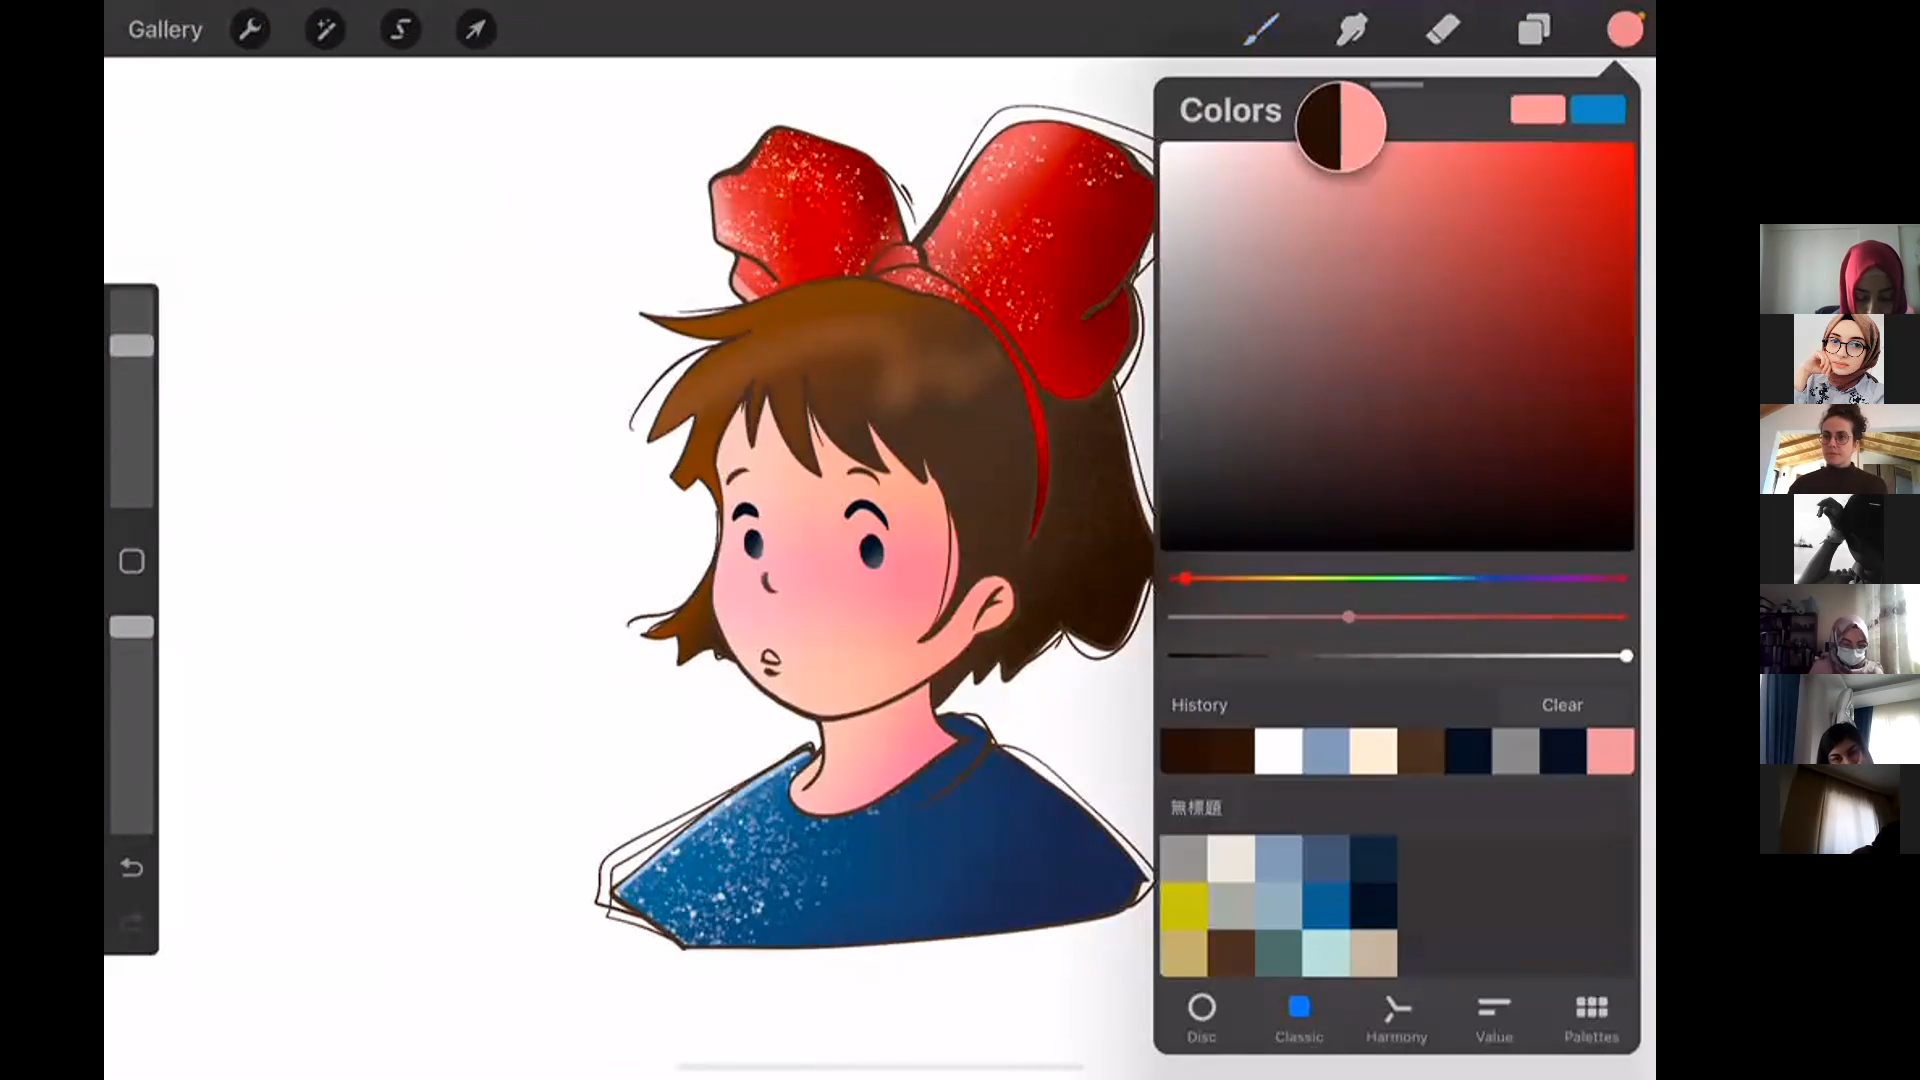 Gallery
Colors
History Clear
無標題
Disc Classic Harmony Value Palettes